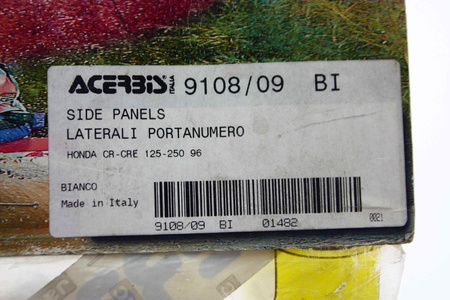 ACERBIS ITALIA 9108/09 BI
SIDE PANELS
LATERALI PORTANUMERO
HONDA CR-CRE 125-250 96
BIANCO
Made in Italy
9108/09 BI 01482 0021